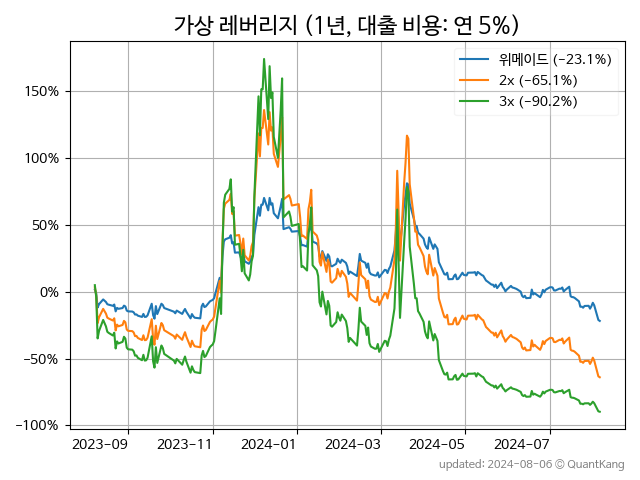 가상 레버리지 (1년, 대출 비용: 연 5%)
위메이드 (−23.1%)
2x (−65.1%)
3x (−90.2%)
150%
100%
50%
0%
−50%
−100%
2023-09 2023-11 2024-01 2024-03 2024-05 2024-07
updated: 2024-08-06 © QuantKang